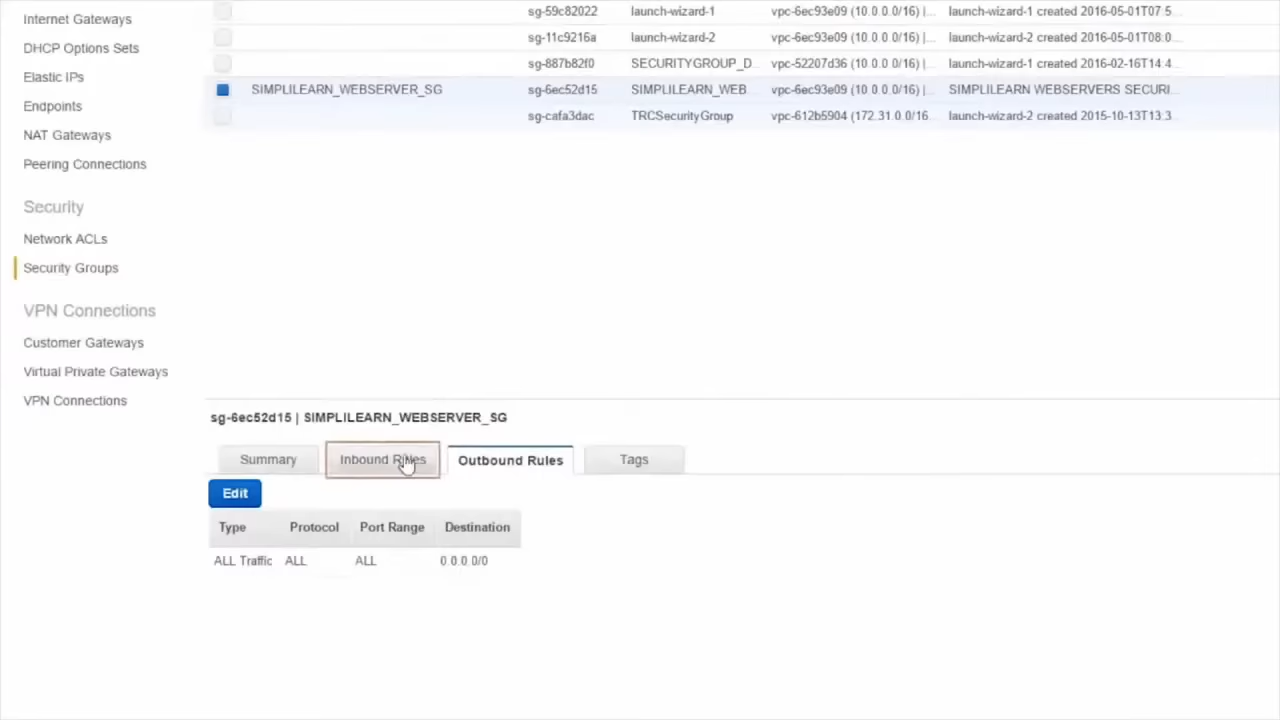 Internet Gateways
DHCP Options Sets
Elastic IPs
Endpoints
NAT Gateways
Peering Connections
Security
Network ACLs
Security Groups
VPN Connections
Customer Gateways
Virtual Private Gateways
VPN Connections
sg-59c82022 launch-wizard-1 vpc-6ec93e09 (10.0.0.0/16) |... launch-wizard-1 created 2016-05-01T07:5...
sg-11c9216a launch-wizard-2 vpc-6ec93e09 (10.0.0.0/16) |... launch-wizard-2 created 2016-05-01T08:0...
sg-887b82f0 SECURITYGROUP_D... vpc-52207d36 (10.0.0.0/16) |... launch-wizard-1 created 2016-02-16T14:4...
SIMPLILEARN_WEBSERVER_SG sg-6ec52d15 SIMPLILEARN_WEB... vpc-6ec93e09 (10.0.0.0/16) |... SIMPLILEARN WEBSERVERS SECURI...
sg-cafa3dac TRCSecurityGroup vpc-612b5904 (172.31.0.0/16... launch-wizard-2 created 2015-10-13T13:3...
sg-6ec52d15 | SIMPLILEARN_WEBSERVER_SG
Summary Inbound Rules Outbound Rules Tags
Edit
Type Protocol Port Range Destination
ALL Traffic ALL ALL 0.0.0.0/0